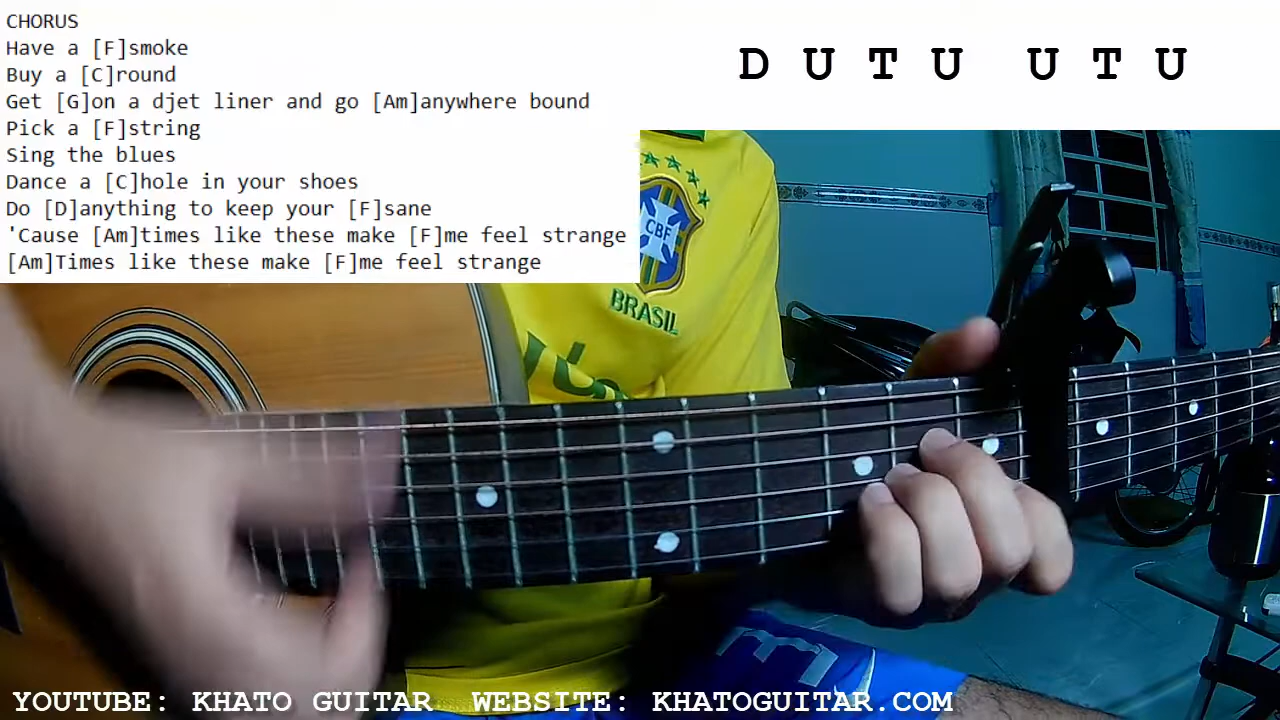 CHORUS
Have a [F]smoke
Buy a [C]round
Get [G]on a djet liner and go [Am]anywhere bound
Pick a [F]string
Sing the blues
Dance a [C]hole in your shoes
Do [D]anything to keep your [F]sane
'Cause [Am]times like these make [F]me feel strange
[Am]Times like these make [F]me feel strange
D U T U U T U
CBF
BRASIL
YOUTUBE: KHATO GUITAR WEBSITE: KHATOGUITAR.COM